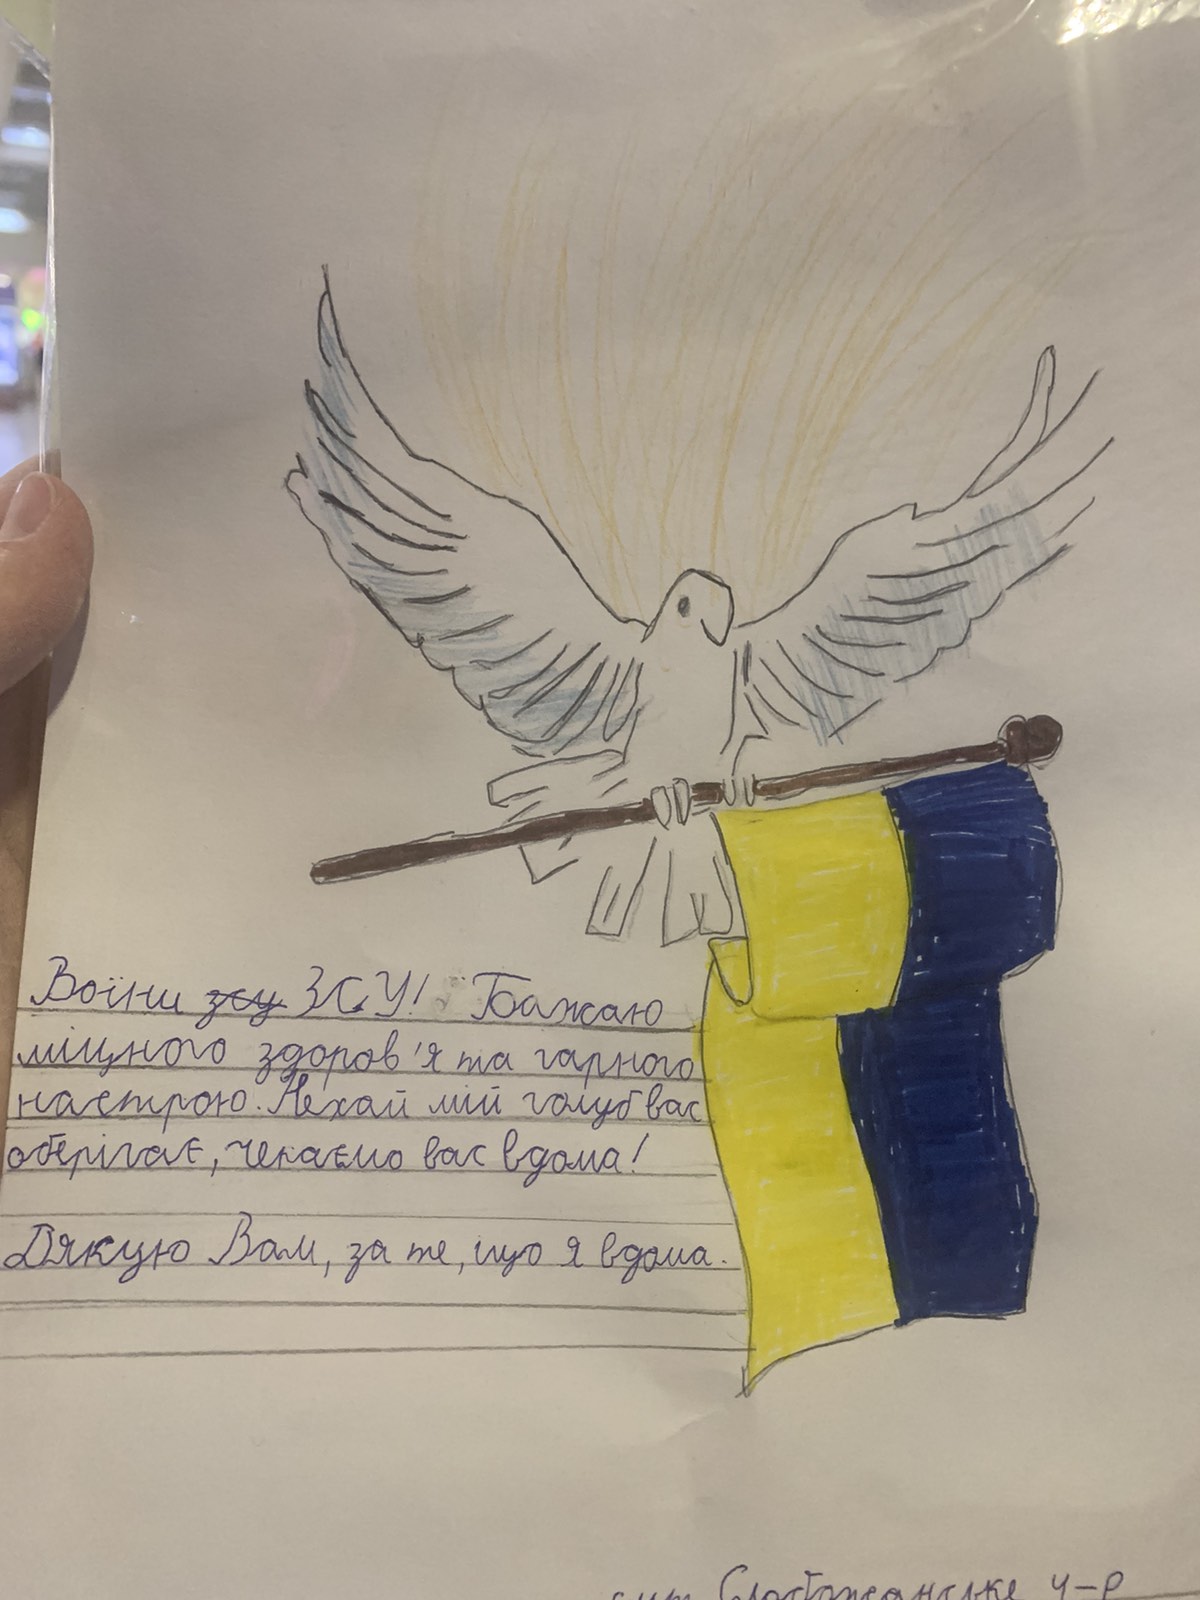 Воїни зсу ЗСУ! Бажаю
міцного здоров'я та гарного
настрою. Нехай мій голуб вас
оберігає, чекаємо вас вдома!
Дякую Вам, за те, що я вдома.
смт Слобожанське ч-р